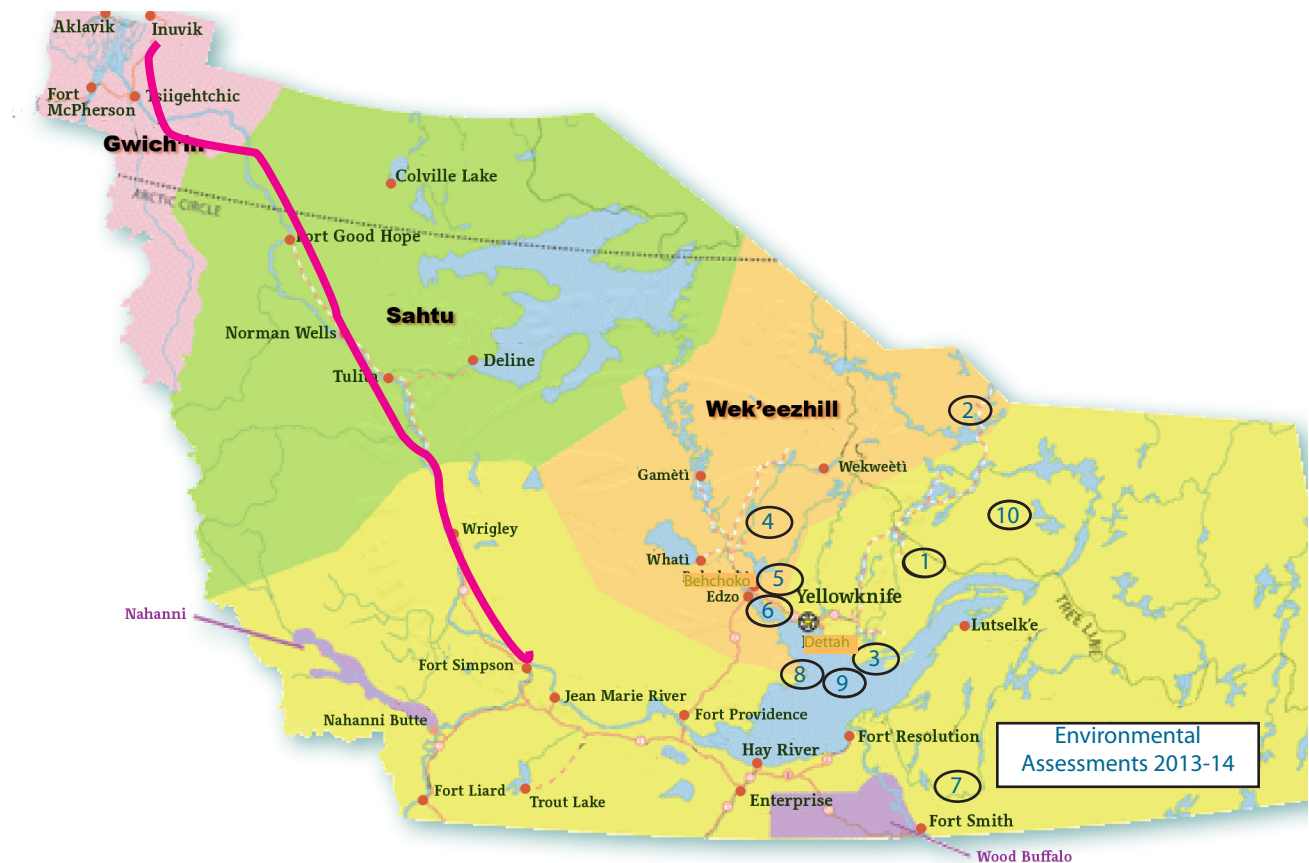 Aklavik
Inuvik
Fort
McPherson
Tsiigehtchic
Gwich'in
ARCTIC CIRCLE
Colville Lake
Fort Good Hope
Sahtu
Norman Wells
Deline
Tulita
Wek'eezhill
2
Gamètì
Wekweètì
10
4
Wrigley
Whatì
1
5
Behchoko
Edzo
6
Yellowknife
Nahanni
Lutselk'e
TREE LINE
Dettah
3
Fort Simpson
8
9
Jean Marie River
Nahanni Butte
Fort Providence
Fort Resolution
Environmental
Assessments 2013-14
Hay River
7
Fort Liard
Trout Lake
Enterprise
Fort Smith
Wood Buffalo